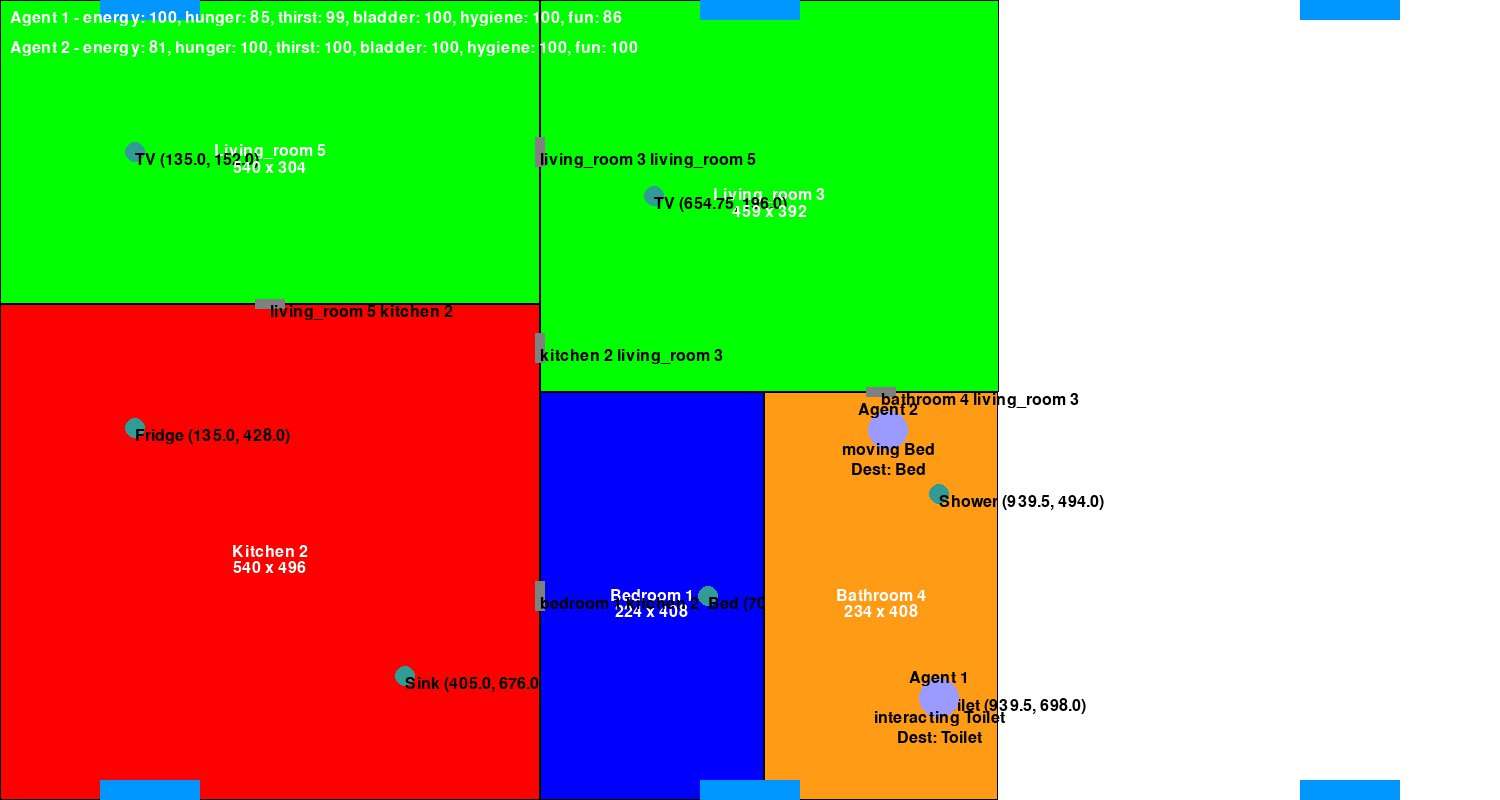 Agent 1 - energy: 100, hunger: 85, thirst: 99, bladder: 100, hygiene: 100, fun: 86
Agent 2 - energy: 81, hunger: 100, thirst: 100, bladder: 100, hygiene: 100, fun: 100
Living_room 5
540 x 304
TV (135.0, 152.0)
living_room 3 living_room 5
Living_room 3
459 x 392
TV (654.75, 196.0)
living_room 5 kitchen 2
kitchen 2 living_room 3
bathroom 4 living_room 3
Agent 2
moving Bed
Dest: Bed
Fridge (135.0, 428.0)
Shower (939.5, 494.0)
Kitchen 2
540 x 496
bedroom 1 kitchen 2
Bedroom 1
224 x 408
Bed (70
Bathroom 4
234 x 408
Sink (405.0, 676.0
Agent 1
ilet (939.5, 698.0)
interacting Toilet
Dest: Toilet